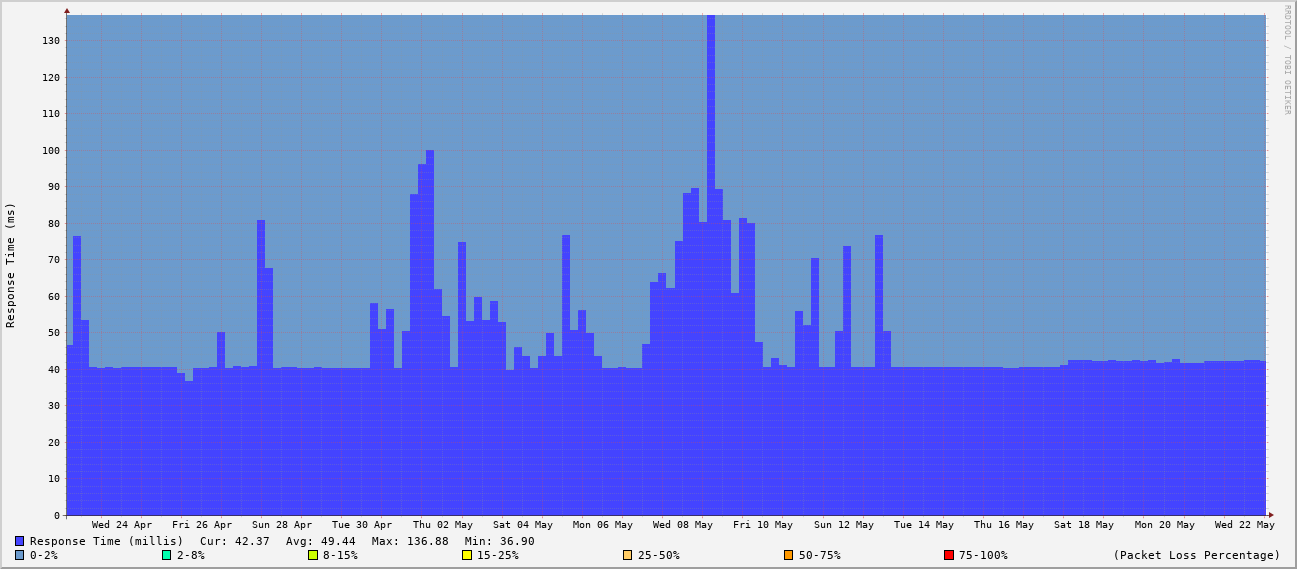 RRDTOOL / TOBI OETIKER
Response Time (ms)
130
120
110
100
90
80
70
60
50
40
30
20
10
0
Wed 24 Apr Fri 26 Apr Sun 28 Apr Tue 30 Apr Thu 02 May Sat 04 May Mon 06 May Wed 08 May Fri 10 May Sun 12 May Tue 14 May Thu 16 May Sat 18 May Mon 20 May Wed 22 May
Response Time (millis) Cur: 42.37 Avg: 49.44 Max: 136.88 Min: 36.90
0-2% 2-8% 8-15% 15-25% 25-50% 50-75% 75-100% (Packet Loss Percentage)